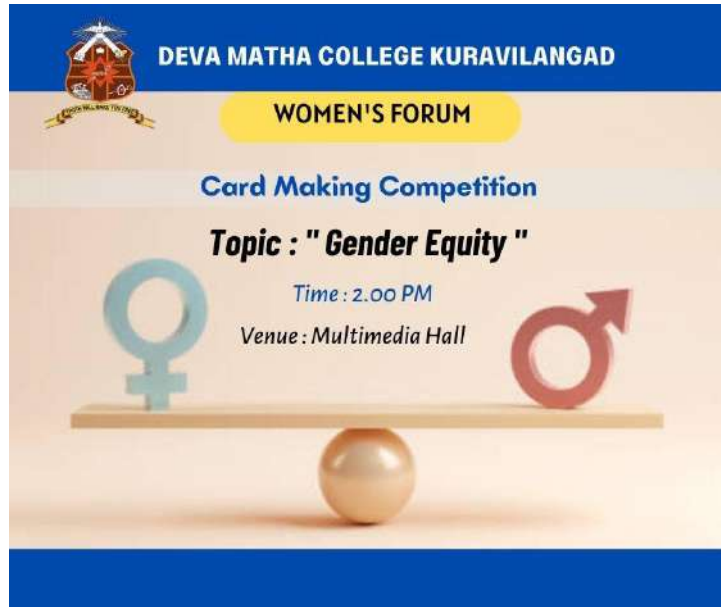 DEVA MATHA COLLEGE KURAVILANGAD
WOMEN'S FORUM
Card Making Competition
Topic : " Gender Equity "
Time : 2.00 PM
Venue : Multimedia Hall